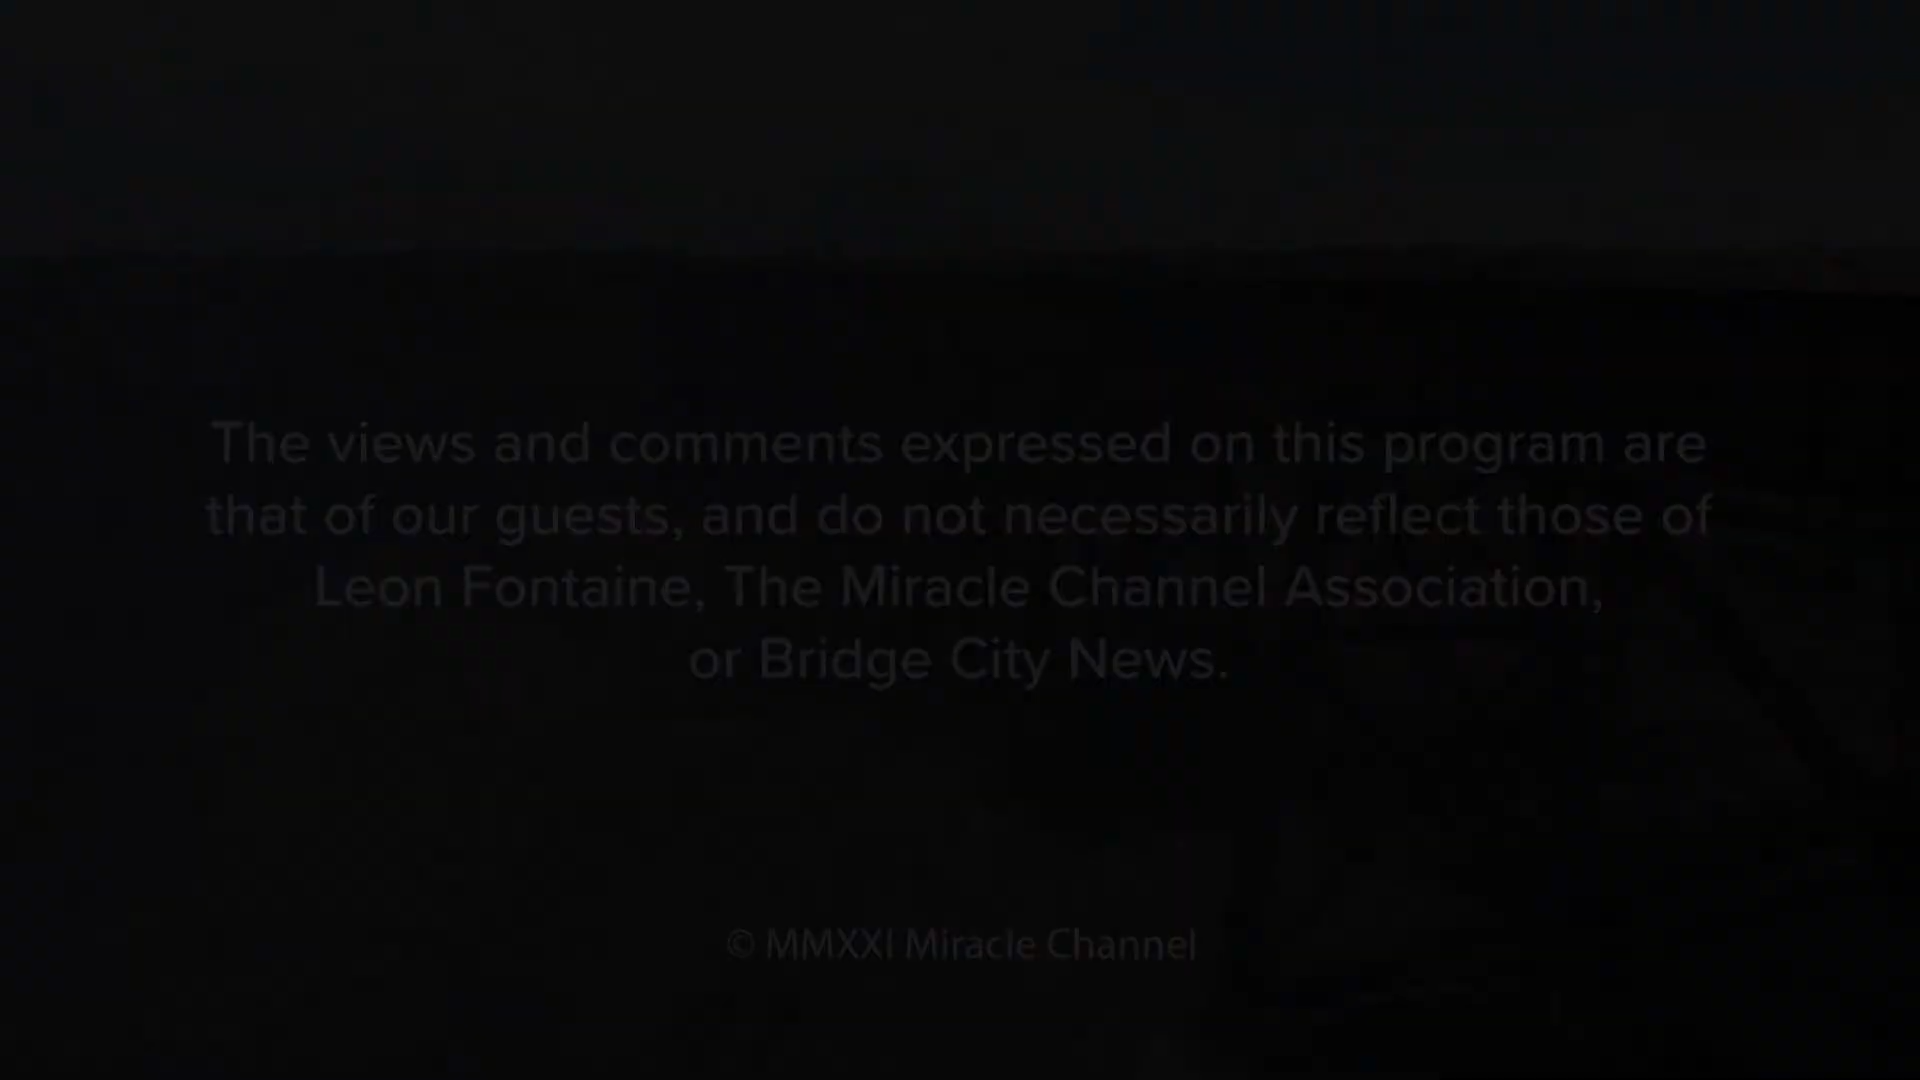 The views and comments expressed on this program are
that of our guests, and do not necessarily reflect those of
Leon Fontaine, The Miracle Channel Association,
or Bridge City News.
© MMXXI Miracle Channel